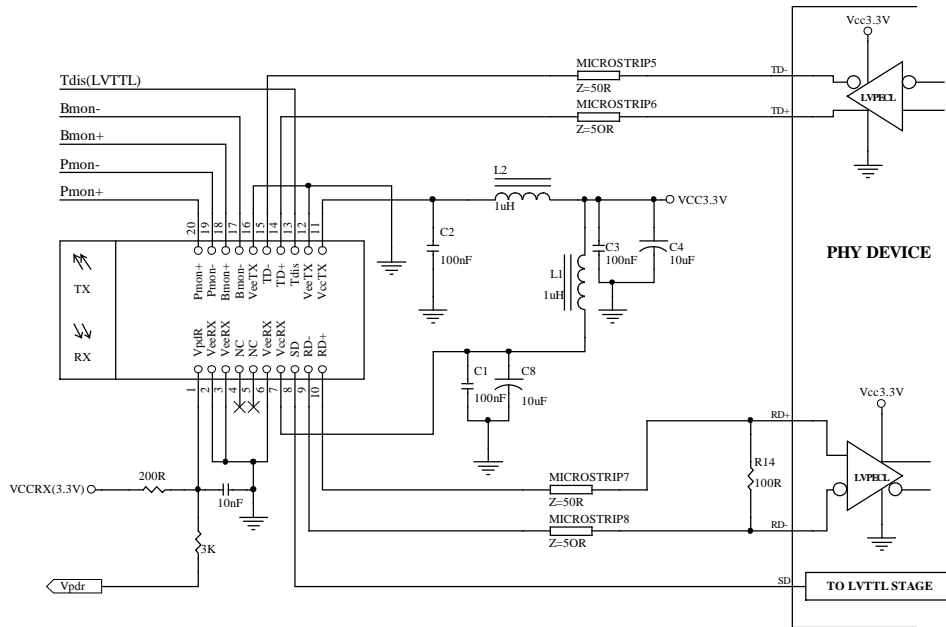 Vcc3.3V
MICROSTRIP5
TD-
Tdis(LVTTL)
LVPECL
Z=50R
Bmon-
MICROSTRIP6
TD+
Z=5OR
Bmon+
Pmon-
L2
Pmon+
1uH
VCC3.3V
20 19 18 17 16 15 14 13 12 11
C2
100nF
C3
100nF
C4
10uF
PHY DEVICE
TX
Pmon+ Pmon- Bmon+ Bmon- VeeTX TD- TD+ Tdis VeeTX VccTX
L1
1uH
RX
VpdR VeeRX VeeRX NC NC VeeRX VccRX SD RD- RD+
1 2 3 4 5 6 7 8 9 10
C1
100nF
C8
10uF
Vcc3.3V
RD+
200R
VCCRX(3.3V)
10nF
MICROSTRIP7
Z=50R
R14
100R
LVPECL
MICROSTRIP8
RD-
Z=5OR
3K
Vpdr
SD
TO LVTTL STAGE